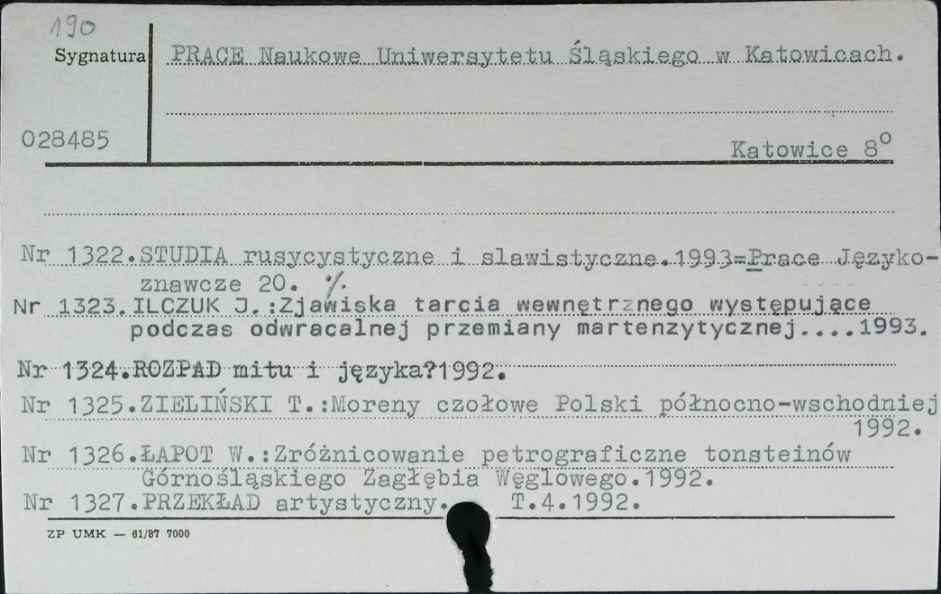 190
Sygnatura PRACE Naukowe Uniwersytetu Śląskiego w Katowicach.
028485
Katowice 8°
Nr 1322.STUDIA rusycystyczne i slawistyczne.1993=Prace Języko-
znawcze 20. %.
Nr 1323.ILCZUK J.:Zjawiska tarcia wewnętrznego występujące
podczas odwracalnej przemiany martenzytycznej....1993.
Nr 1324.ROZPAD mitu i języka?1992.
Nr 1325.ZIELIŃSKI T.:Moreny czołowe Polski północno-wschodniej
1992.
Nr 1326.ŁAPOT W.:Zróżnicowanie petrograficzne tonsteinów
Górnośląskiego Zagłębia Węglowego.1992.
Nr 1327.PRZEKŁAD artystyczny. T.4.1992.
ZP UMK — 61/87 7000